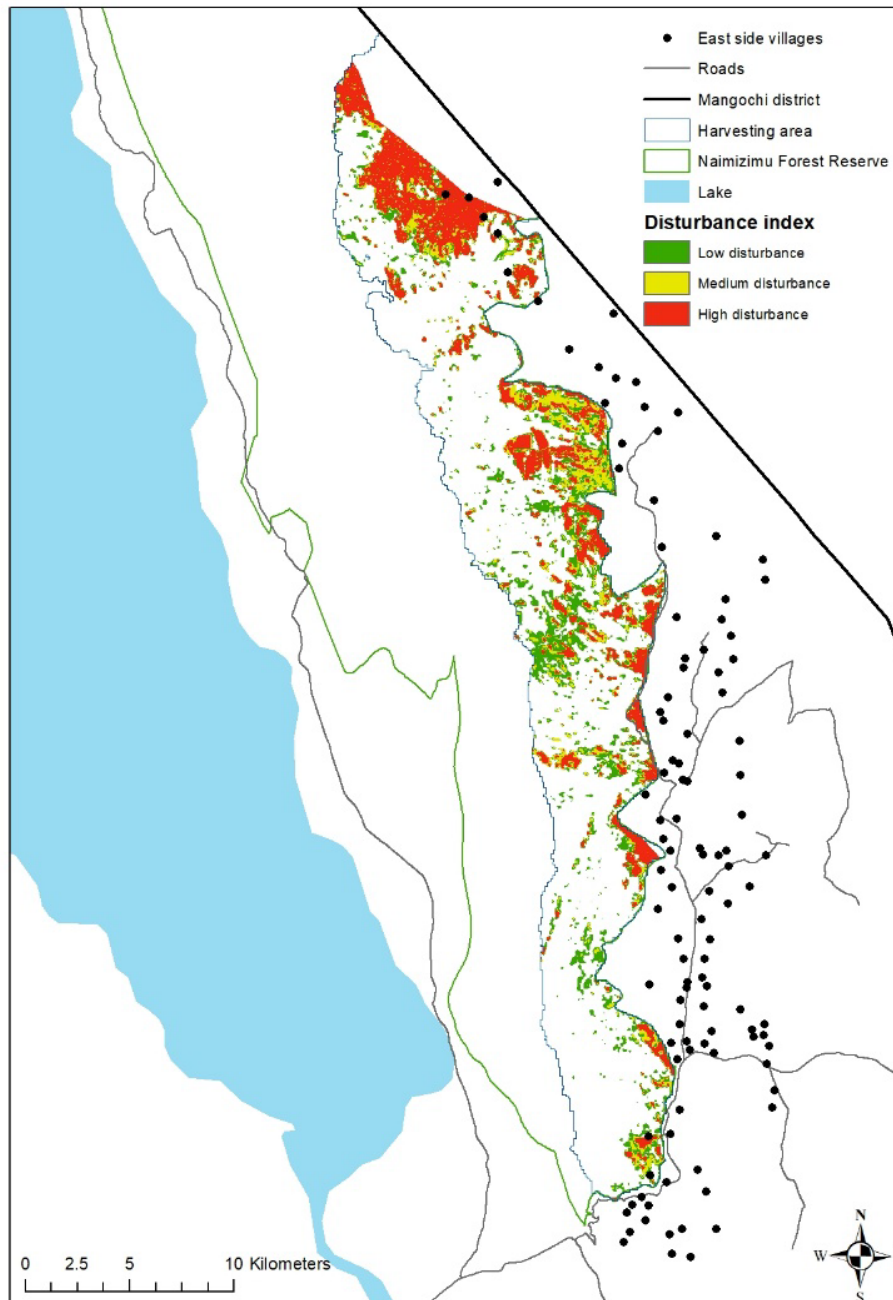 East side villages
Roads
Mangochi district
Harvesting area
Naimizimu Forest Reserve
Lake
Disturbance index
Low disturbance
Medium disturbance
High disturbance
0 2.5 5 10 Kilometers
N
W E
S